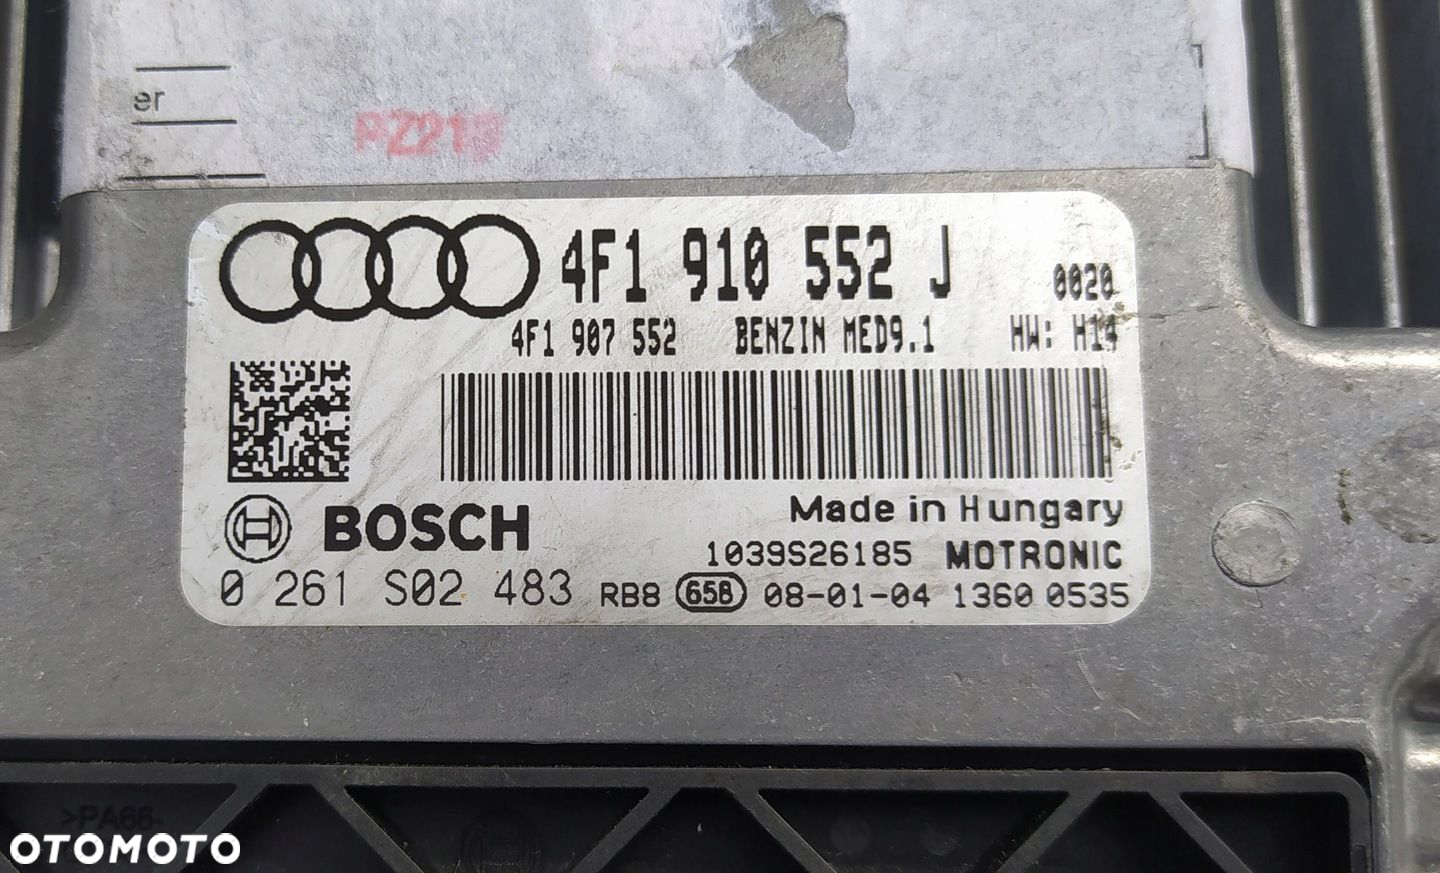 er
PZ21
4F1 910 552 J 0020
4F1 907 552 BENZIN MED9.1 HW: H14
BOSCH
Made in Hungary
1039S26185 MOTRONIC
0 261 S02 483 RB8 658 08-01-04 1360 0535
>PA66-
OTOMOTO